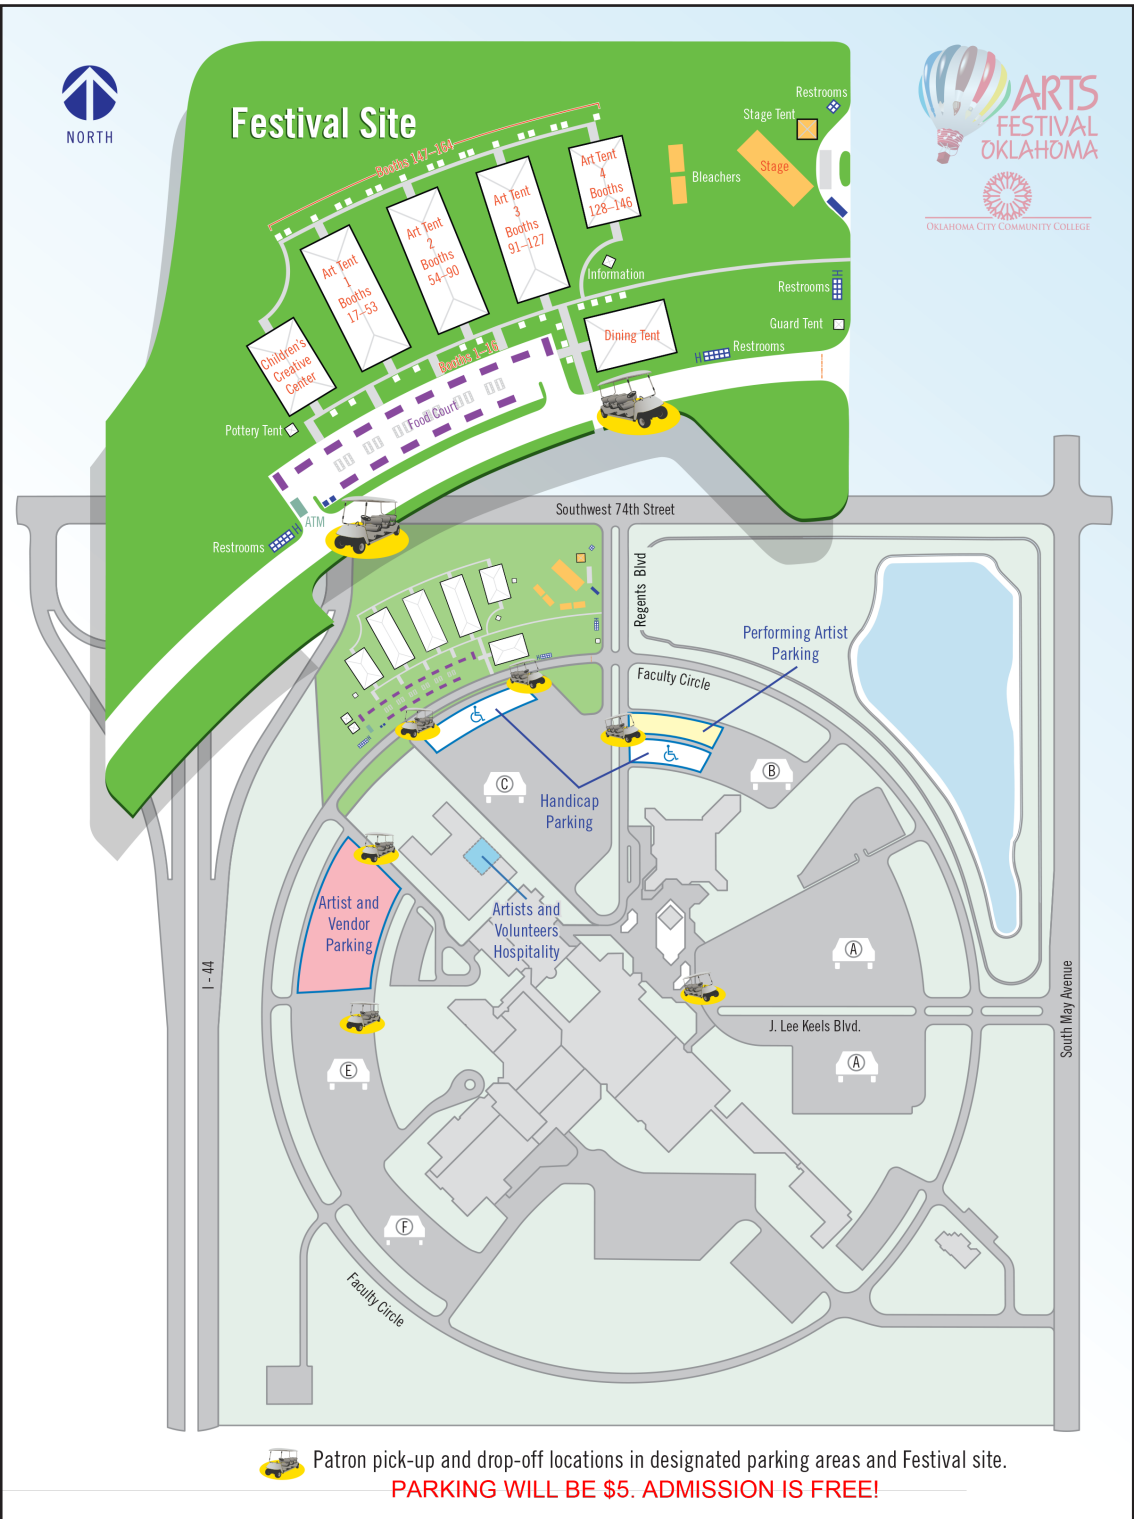 NORTH
Festival Site
ARTS
FESTIVAL
OKLAHOMA
OKLAHOMA CITY COMMUNITY COLLEGE
Restrooms
Stage Tent
Stage
Bleachers
Booths 147–164
Art Tent
4
Booths
128–146
Art Tent
3
Booths
91–127
Art Tent
2
Booths
54–90
Art Tent
1
Booths
17–53
Information
Restrooms
H
Guard Tent
Dining Tent
H
Restrooms
Children's
Creative
Center
Booths 1–16
Food Court
Pottery Tent
ATM
Restrooms
H
Southwest 74th Street
Regents Blvd
Performing Artist
Parking
Faculty Circle
C
B
Handicap
Parking
Artist and
Vendor
Parking
Artists and
Volunteers
Hospitality
A
I - 44
J. Lee Keels Blvd.
South May Avenue
A
E
F
Faculty Circle
Patron pick-up and drop-off locations in designated parking areas and Festival site.
PARKING WILL BE $5. ADMISSION IS FREE!